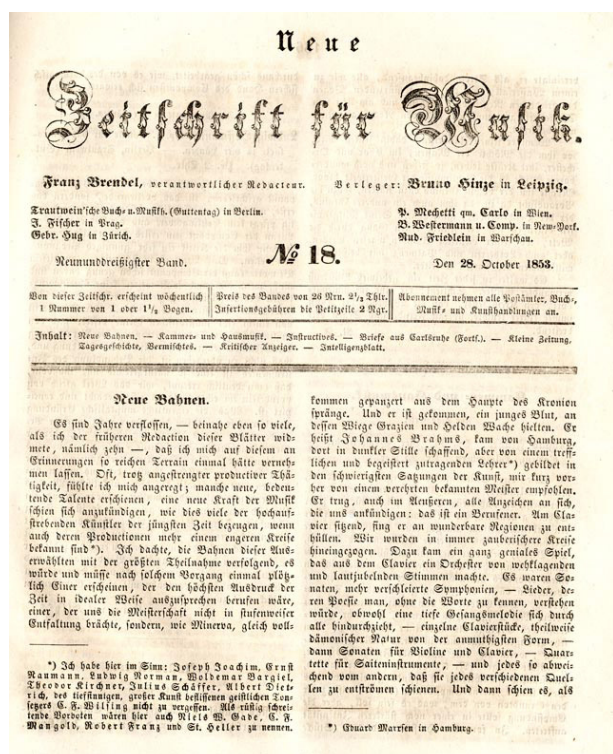 Neue
Zeitschrift für Musik.
Franz Brendel, verantwortlicher Redacteur.
Verleger: Bruno Hinze in Leipzig.
Trautwein'sche Buch- u. Musikh. (Guttentag) in Berlin.
J. Fischer in Prag.
Gebr. Hug in Zürich.
P. Mechetti qm. Carlo in Wien.
B. Westermann u. Comp. in New-York.
Rud. Friedlein in Warschau.
Neununddreißigster Band.
№ 18.
Den 28. October 1853.
Von dieser Zeitschr. erscheint wöchentlich
1 Nummer von 1 oder 1½ Bogen.
Preis des Bandes von 26 Nrn. 2⅓ Thlr.
Insertionsgebühren die Petitzeile 2 Ngr.
Abonnement nehmen alle Postämter, Buch-,
Musik- und Kunsthandlungen an.
Inhalt: Neue Bahnen. — Kammer- und Hausmusik. — Instructives. — Briefe aus Carlsruhe (Forts.). — Kleine Zeitung,
Tagesgeschichte, Vermischtes. — Kritischer Anzeiger. — Intelligenzblatt.
Neue Bahnen.
Es sind Jahre verflossen, — beinahe eben so viele,
als ich der früheren Redaction dieser Blätter wid-
mete, nämlich zehn —, daß ich mich auf diesem an
Erinnerungen so reichen Terrain einmal hätte verneh-
men lassen. Oft, trotz angestrengter productiver Thä-
tigkeit, fühlte ich mich angeregt; manche neue, bedeu-
tende Talente erschienen, eine neue Kraft der Musik
schien sich anzukündigen, wie dies viele der hochauf-
strebenden Künstler der jüngsten Zeit bezeugen, wenn
auch deren Productionen mehr einem engeren Kreise
bekannt sind*). Ich dachte, die Bahnen dieser Aus-
erwählten mit der größten Theilnahme verfolgend, es
würde und müsse nach solchem Vorgang einmal plötz-
lich Einer erscheinen, der den höchsten Ausdruck der
Zeit in idealer Weise auszusprechen berufen wäre,
einer, der uns die Meisterschaft nicht in stufenweiser
Entfaltung brächte, sondern, wie Minerva, gleich voll-
*) Ich habe hier im Sinn: Joseph Joachim, Ernst
Naumann, Ludwig Norman, Woldemar Bargiel,
Theodor Kirchner, Julius Schäffer, Albert Diet-
rich, des tiefsinnigen, großer Kunst beflissenen geistlichen Ton-
setzers C. F. Wilsing nicht zu vergessen. Als rüstig schrei-
tende Vorboten wären hier auch Niels W. Gade, C. F.
Mangold, Robert Franz und St. Heller zu nennen.
kommen gepanzert aus dem Haupte des Kronion
spränge. Und er ist gekommen, ein junges Blut, an
dessen Wiege Grazien und Helden Wache hielten. Er
heißt Johannes Brahms, kam von Hamburg,
dort in dunkler Stille schaffend, aber von einem treff-
lichen und begeistert zutragenden Lehrer*) gebildet in
den schwierigsten Satzungen der Kunst, mir kurz vor-
her von einem verehrten bekannten Meister empfohlen.
Er trug, auch im Aeußeren, alle Anzeichen an sich,
die uns ankündigen: das ist ein Berufener. Am Cla-
vier sitzend, fing er an wunderbare Regionen zu ent-
hüllen. Wir wurden in immer zauberischere Kreise
hineingezogen. Dazu kam ein ganz geniales Spiel,
das aus dem Clavier ein Orchester von wehklagenden
und lautjubelnden Stimmen machte. Es waren So-
naten, mehr verschleierte Symphonien, — Lieder, de-
ren Poesie man, ohne die Worte zu kennen, verstehen
würde, obwohl eine tiefe Gesangsmelodie sich durch
alle hindurchzieht, — einzelne Clavierstücke, theilweise
dämonischer Natur von der anmuthigsten Form, —
dann Sonaten für Violine und Clavier, — Quar-
tette für Saiteninstrumente, — und jedes so abwei-
chend vom andern, daß sie jedes verschiedenen Quel-
len zu entströmen schienen. Und dann schien es, als
*) Eduard Marxsen in Hamburg.